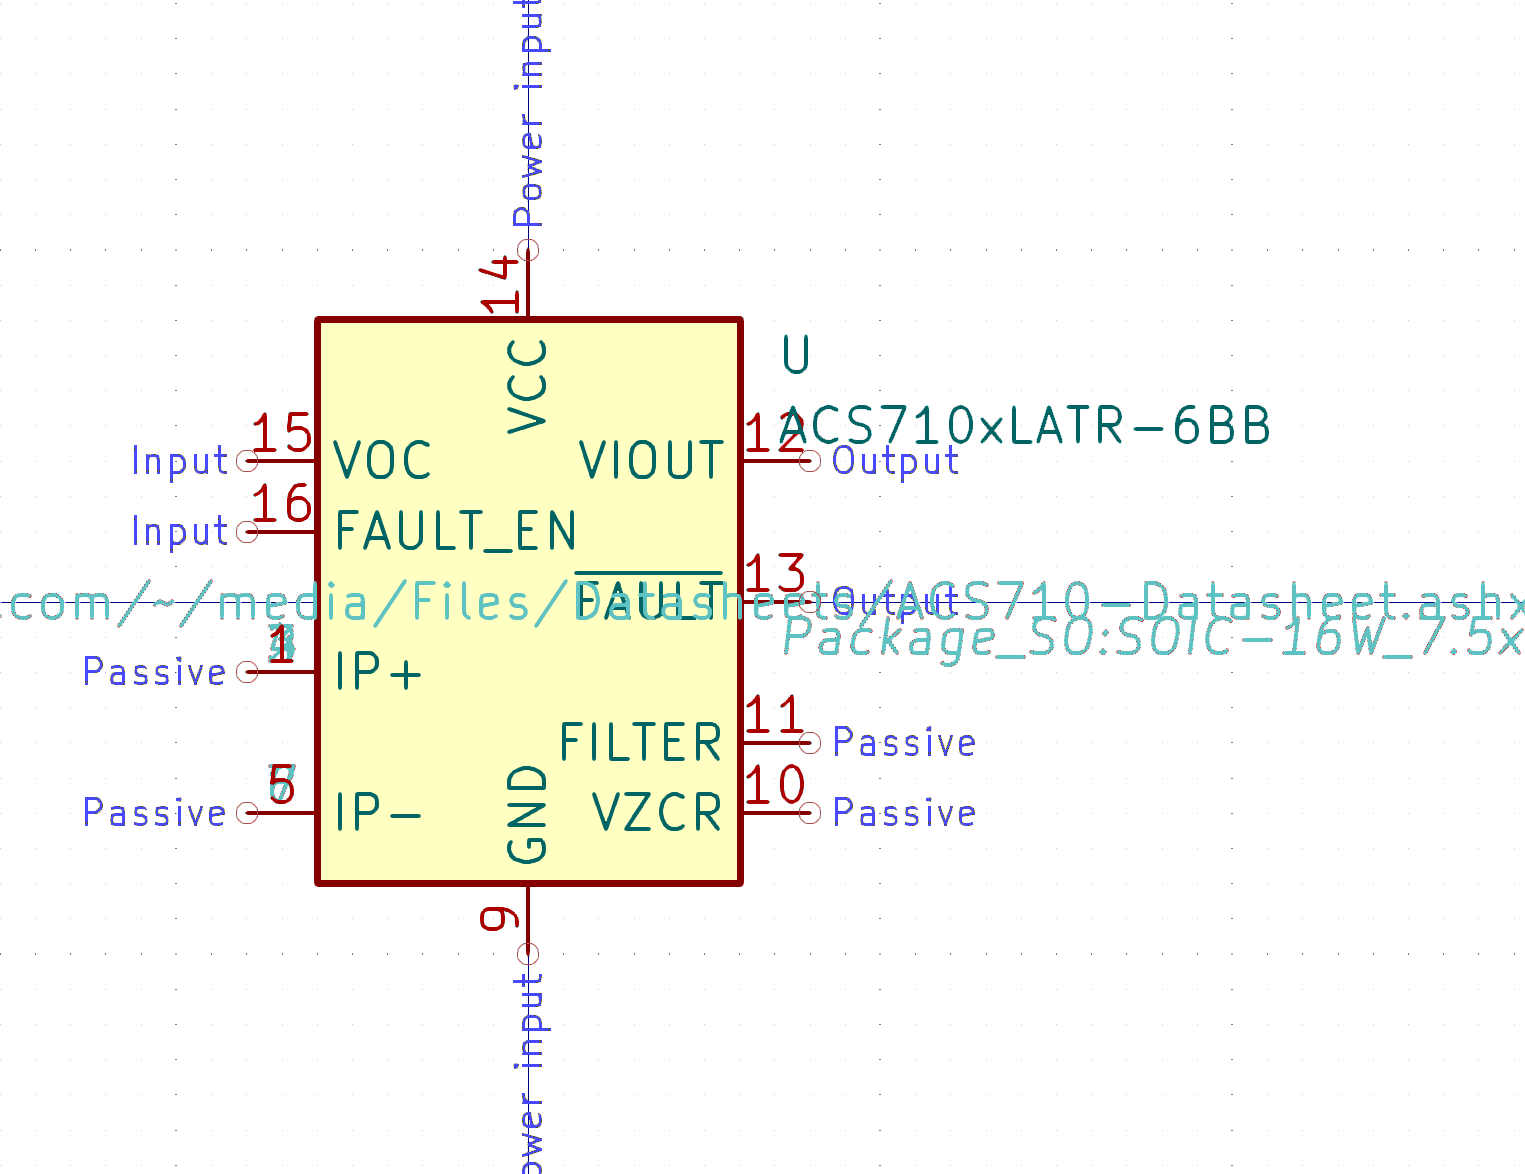 Power input
14
VCC
U
ACS710xLATR-6BB
15
VOC
Input
VIOUT
12
Output
16
FAULT_EN
Input
FAULT
13
Output
.com/~/media/Files/Datasheets/ACS710-Datasheet.ashx
Package_SO:SOIC-16W_7.5x
1
IP+
Passive
FILTER
11
Passive
5
IP-
Passive
VZCR
10
Passive
GND
9
ower input